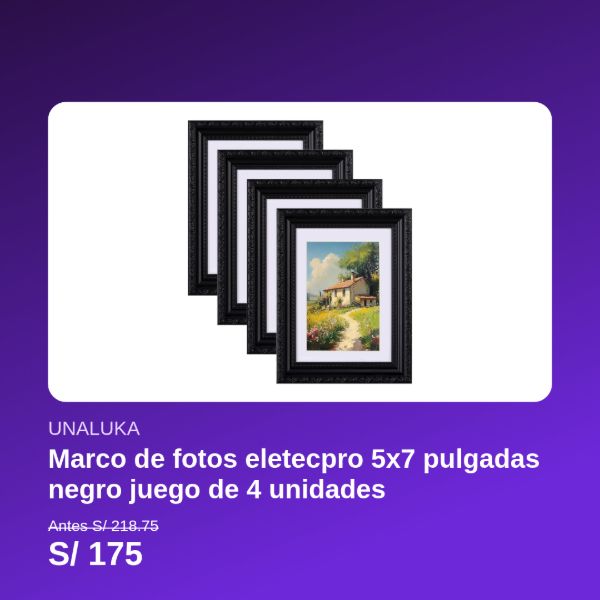 UNALUKA
Marco de fotos eletecpro 5x7 pulgadas
negro juego de 4 unidades
Antes S/ 218.75
S/ 175